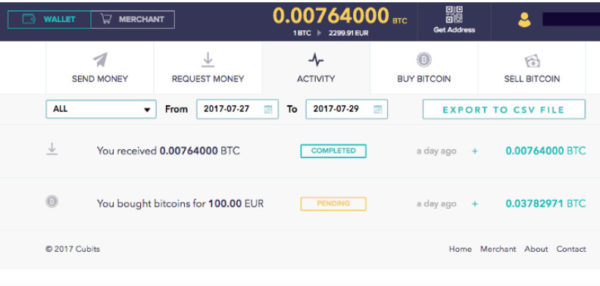 WALLET MERCHANT 0.00764000 BTC
1 BTC ▸ 2299.91 EUR Get Address
SEND MONEY REQUEST MONEY ACTIVITY BUY BITCOIN SELL BITCOIN
ALL From 2017-07-27 To 2017-07-29 EXPORT TO CSV FILE
You received 0.00764000 BTC COMPLETED a day ago + 0.00764000 BTC
You bought bitcoins for 100.00 EUR PENDING a day ago + 0.03782971 BTC
© 2017 Cubits Home Merchant About Contact